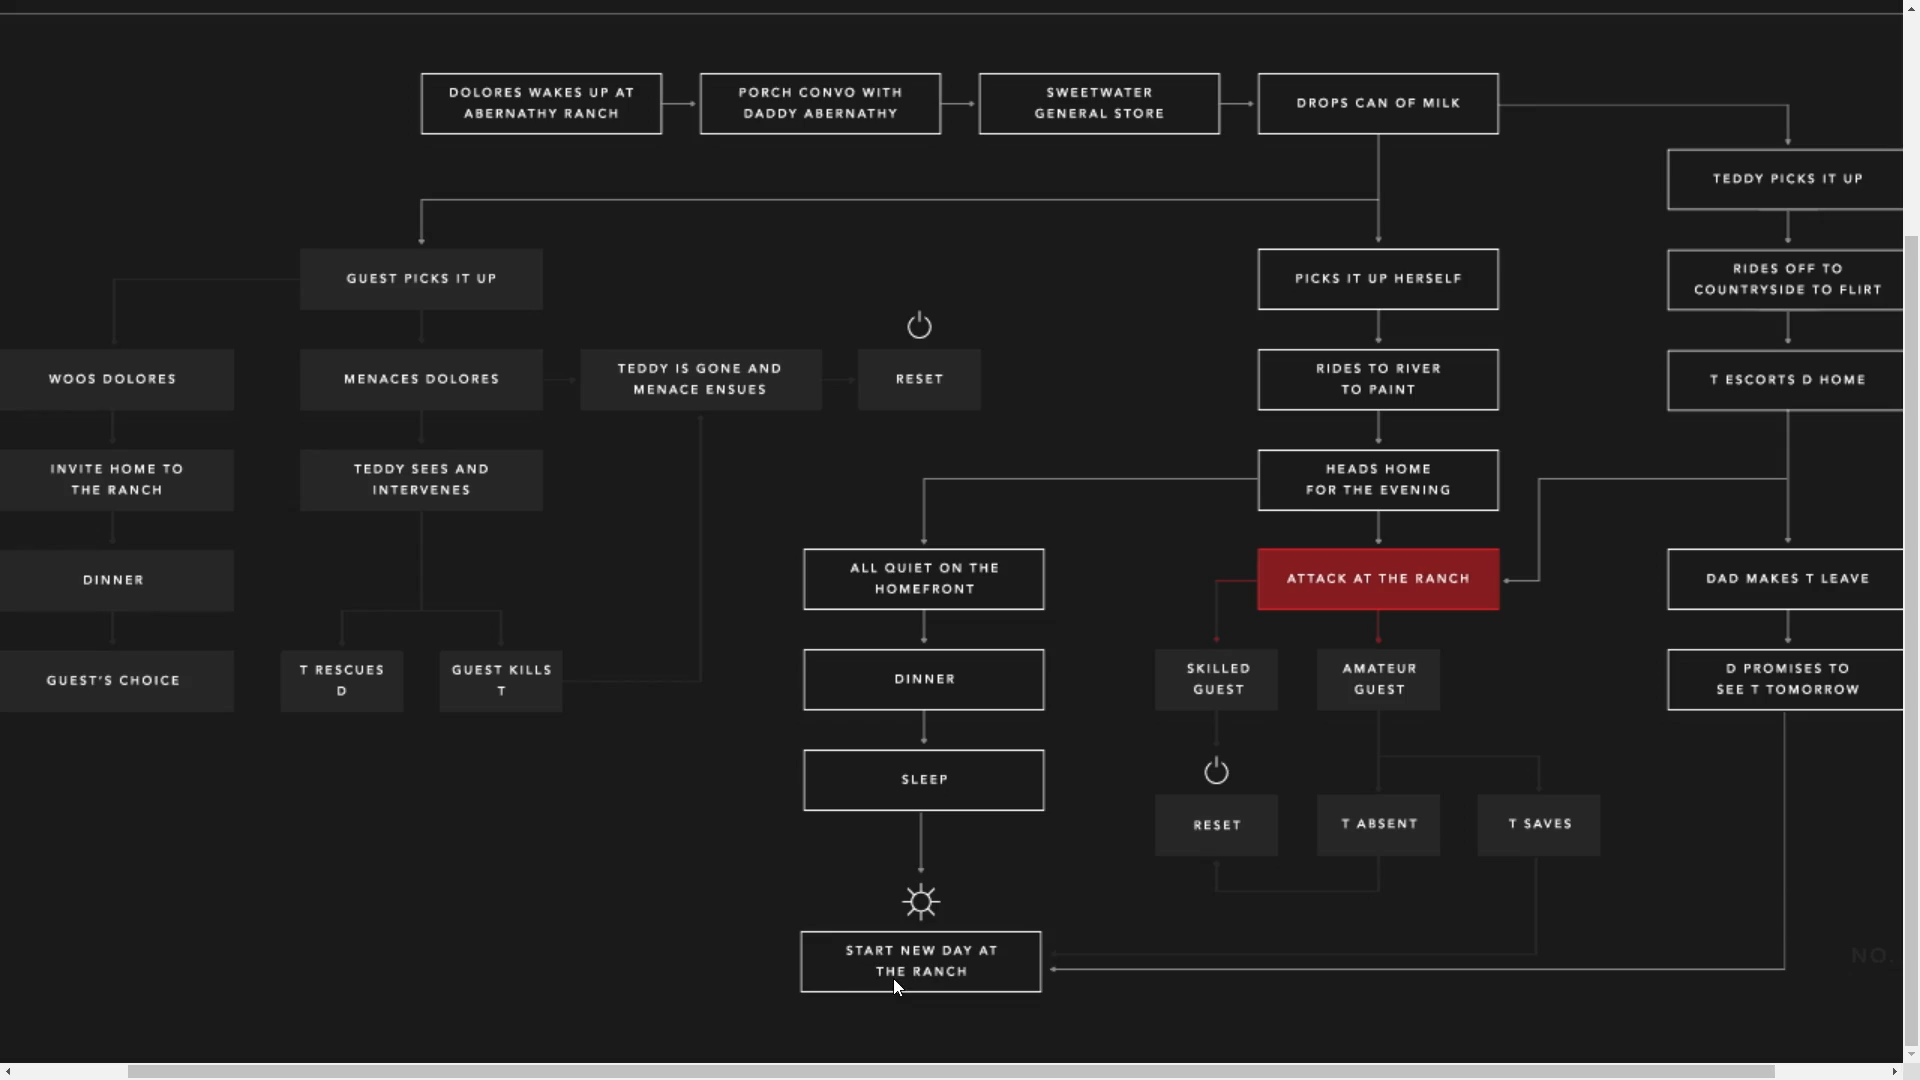 DOLORES WAKES UP AT
ABERNATHY RANCH
PORCH CONVO WITH
DADDY ABERNATHY
SWEETWATER
GENERAL STORE
DROPS CAN OF MILK
TEDDY PICKS IT UP
GUEST PICKS IT UP
PICKS IT UP HERSELF
RIDES OFF TO
COUNTRYSIDE TO FLIRT
WOOS DOLORES
MENACES DOLORES
TEDDY IS GONE AND
MENACE ENSUES
RESET
RIDES TO RIVER
TO PAINT
T ESCORTS D HOME
INVITE HOME TO
THE RANCH
TEDDY SEES AND
INTERVENES
HEADS HOME
FOR THE EVENING
DINNER
ALL QUIET ON THE
HOMEFRONT
ATTACK AT THE RANCH
DAD MAKES T LEAVE
GUEST'S CHOICE
T RESCUES
D
GUEST KILLS
T
DINNER
SKILLED
GUEST
AMATEUR
GUEST
D PROMISES TO
SEE T TOMORROW
SLEEP
RESET
T ABSENT
T SAVES
START NEW DAY AT
THE RANCH
NO.